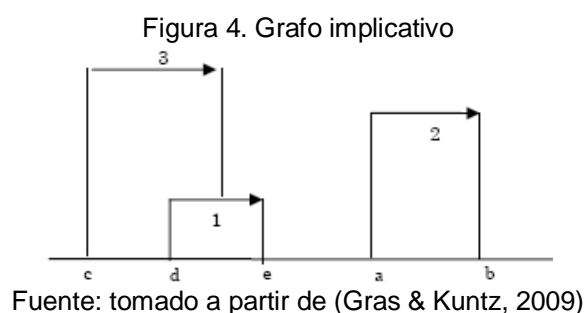 Figura 4. Grafo implicativo
3
2
1
c d e a b
Fuente: tomado a partir de (Gras & Kuntz, 2009)